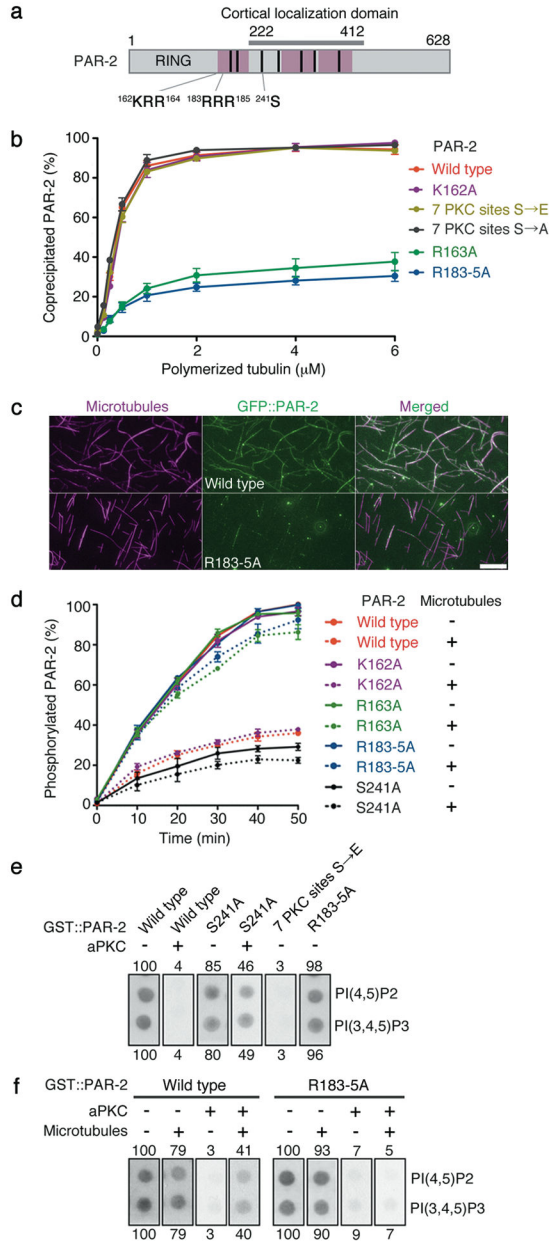 a
Cortical localization domain
1 222 412 628
PAR-2 RING
162KRR164 183RRR185 241S
b
Coprecipitated PAR-2 (%)
100
80
60
40
20
0
0 2 4 6
Polymerized tubulin (μM)
PAR-2
Wild type
K162A
7 PKC sites S→E
7 PKC sites S→A
R163A
R183-5A
c
Microtubules GFP::PAR-2 Merged
Wild type
R183-5A
d
Phosphorylated PAR-2 (%)
100
80
60
40
20
0
0 10 20 30 40 50
Time (min)
PAR-2 Microtubules
Wild type -
Wild type +
K162A -
K162A +
R163A -
R163A +
R183-5A -
R183-5A +
S241A -
S241A +
e
GST::PAR-2 Wild type Wild type S241A S241A 7 PKC sites S→E R183-5A
aPKC - + - + - -
100 4 85 46 3 98
PI(4,5)P2
PI(3,4,5)P3
100 4 80 49 3 96
f
GST::PAR-2 Wild type R183-5A
aPKC - - + + - - + +
Microtubules - + - + - + - +
100 79 3 41 100 93 7 5
PI(4,5)P2
PI(3,4,5)P3
100 79 3 40 100 90 9 7